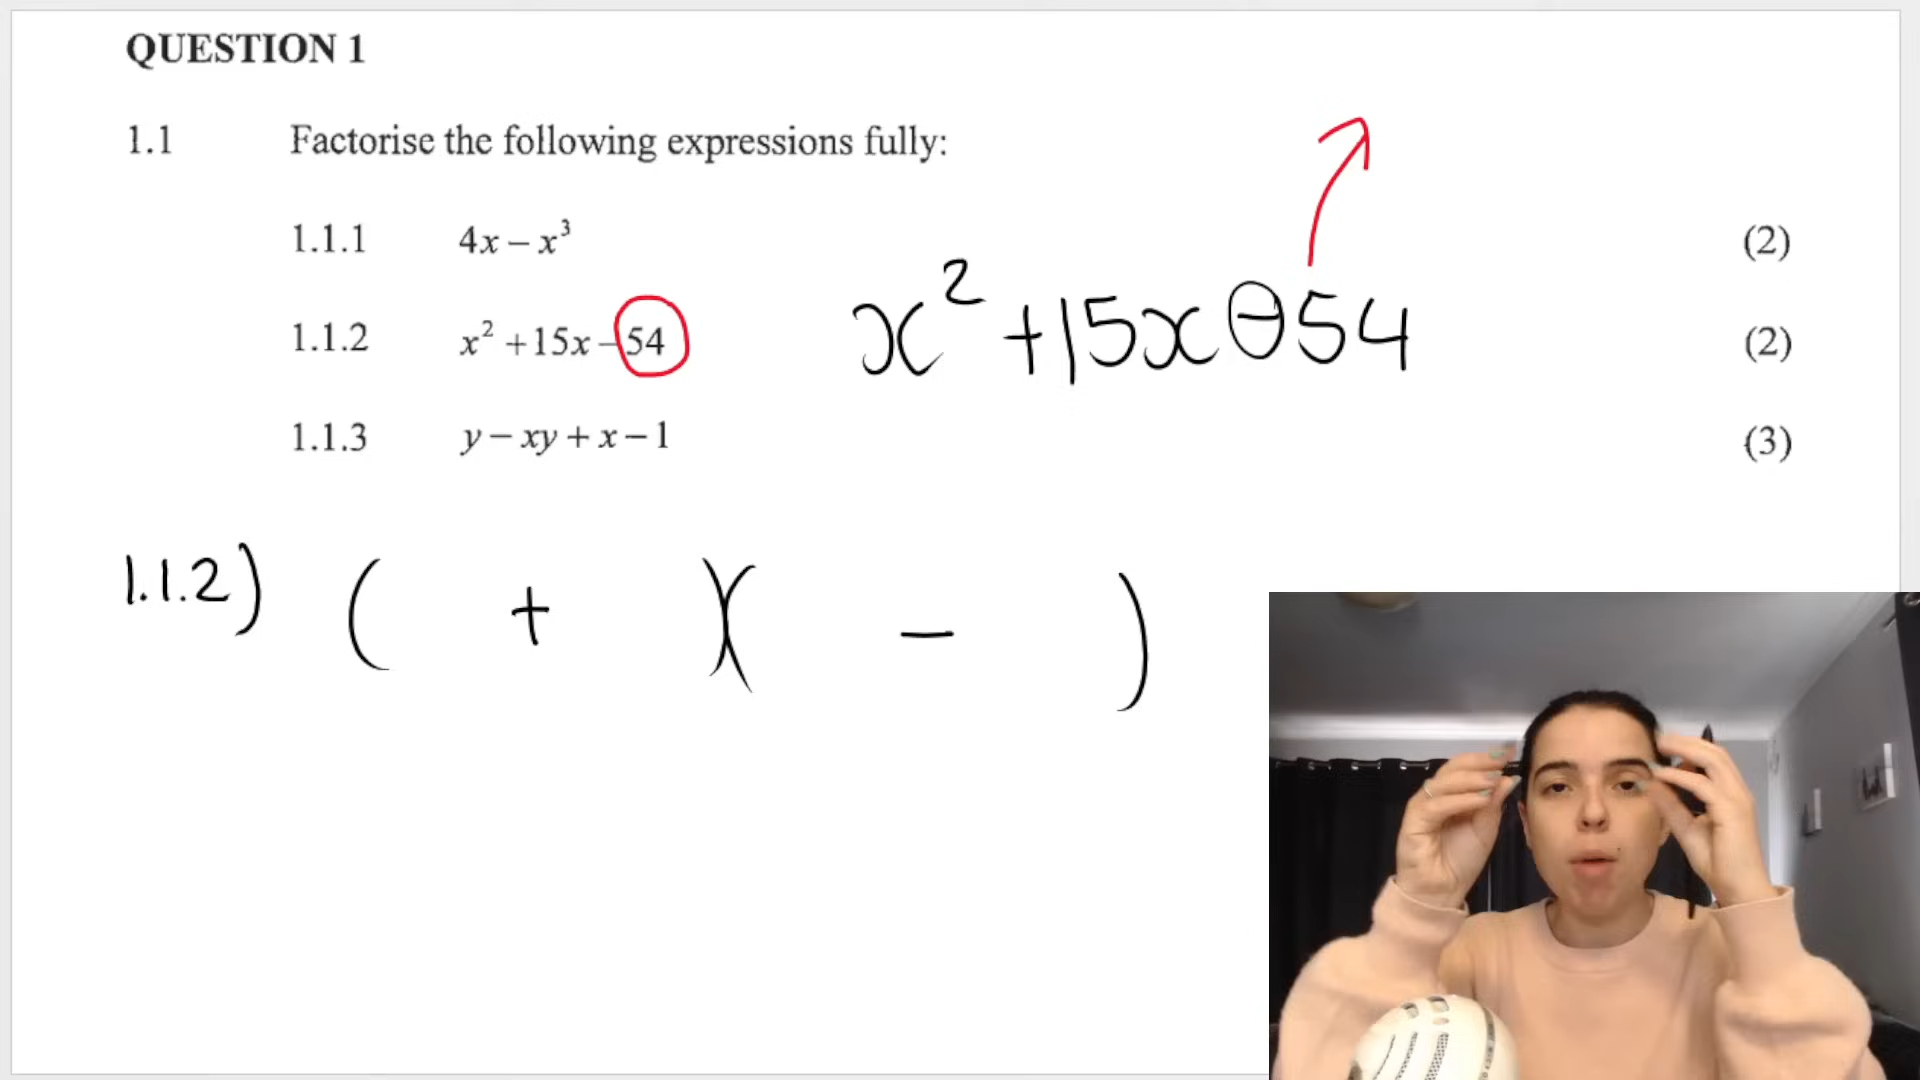 QUESTION 1
1.1 Factorise the following expressions fully:
1.1.1 4x – x³ (2)
1.1.2 x² + 15x – 54 (2)
x² + 15x ⊖ 54
1.1.3 y – xy + x – 1 (3)
1.1.2) ( + )( – )